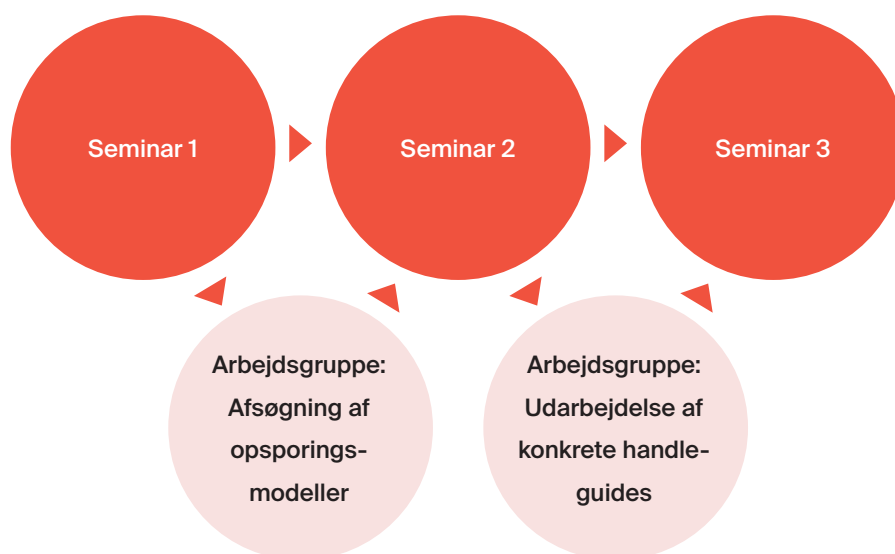 Seminar 1
Seminar 2
Seminar 3
Arbejdsgruppe:
Afsøgning af
opsporings-
modeller
Arbejdsgruppe:
Udarbejdelse af
konkrete handle-
guides